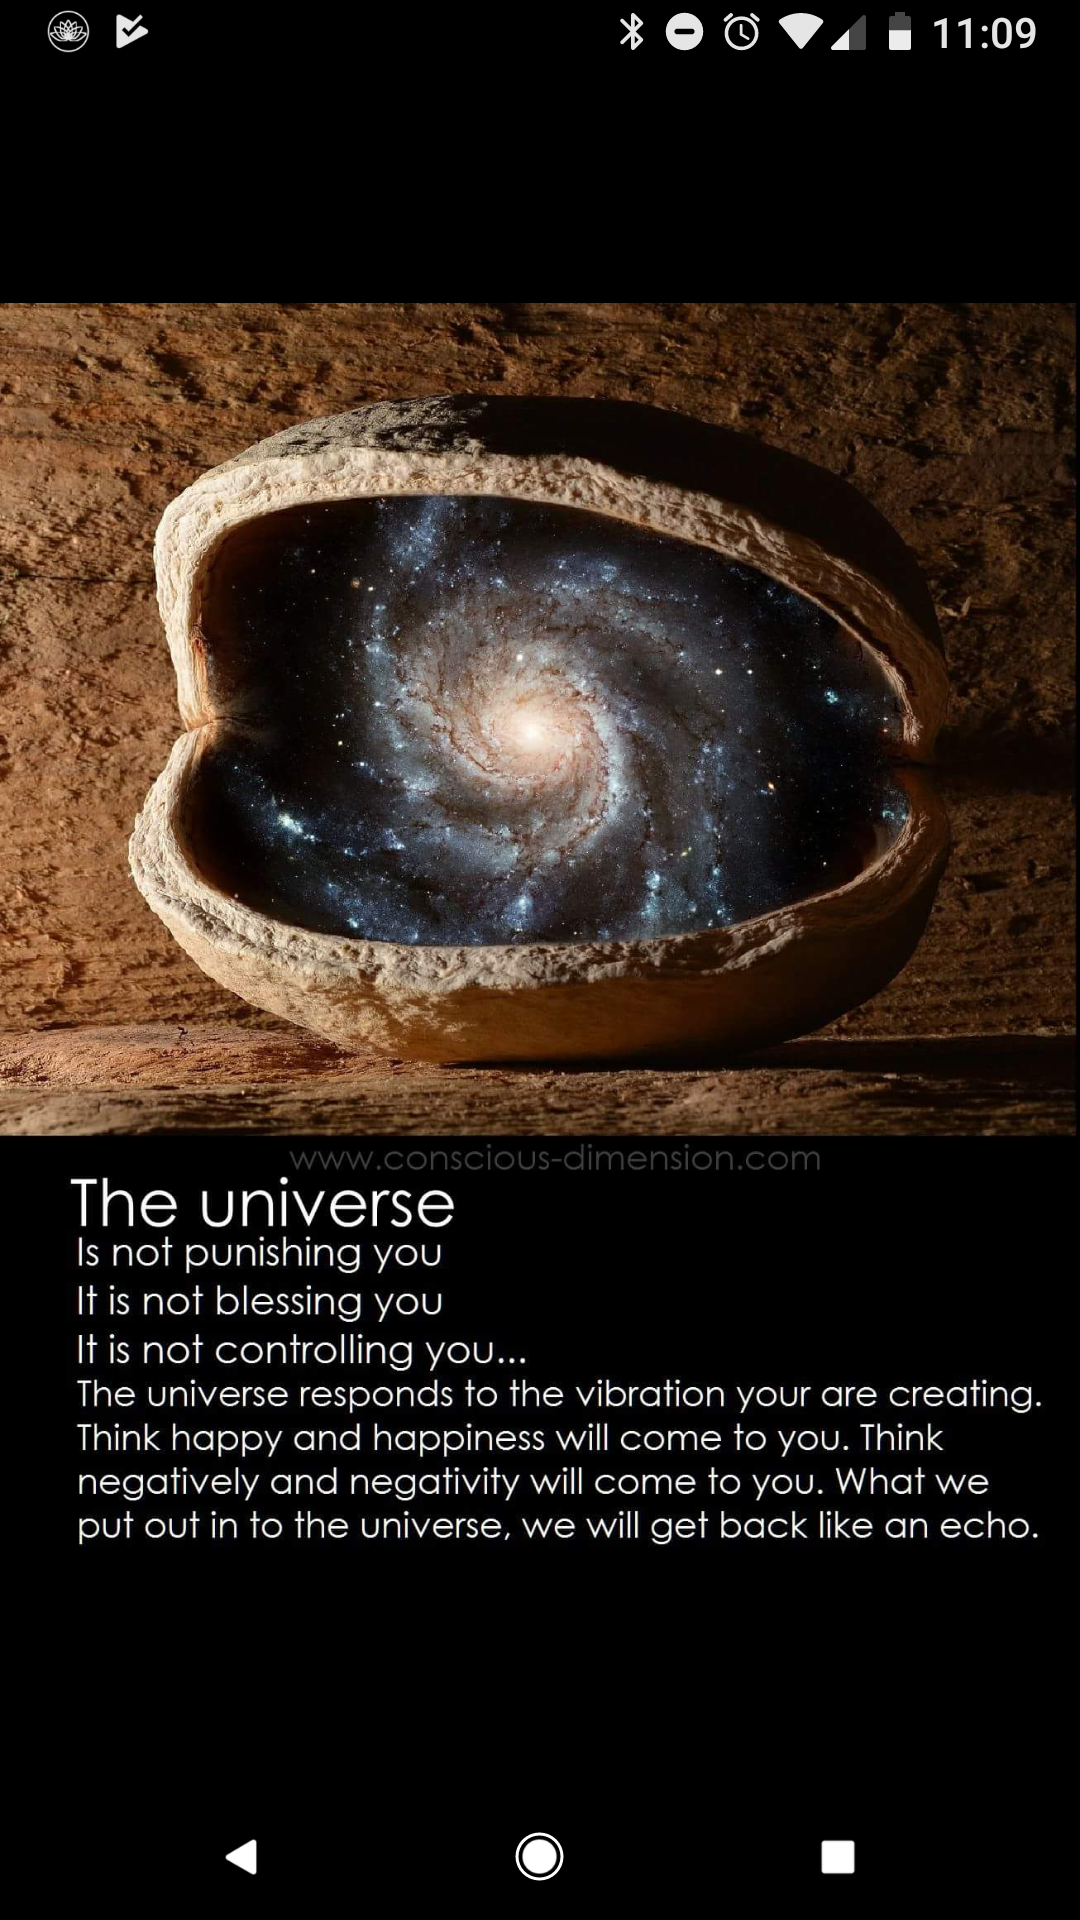 11:09
www.conscious-dimension.com
The universe
Is not punishing you
It is not blessing you
It is not controlling you...
The universe responds to the vibration your are creating.
Think happy and happiness will come to you. Think
negatively and negativity will come to you. What we
put out in to the universe, we will get back like an echo.